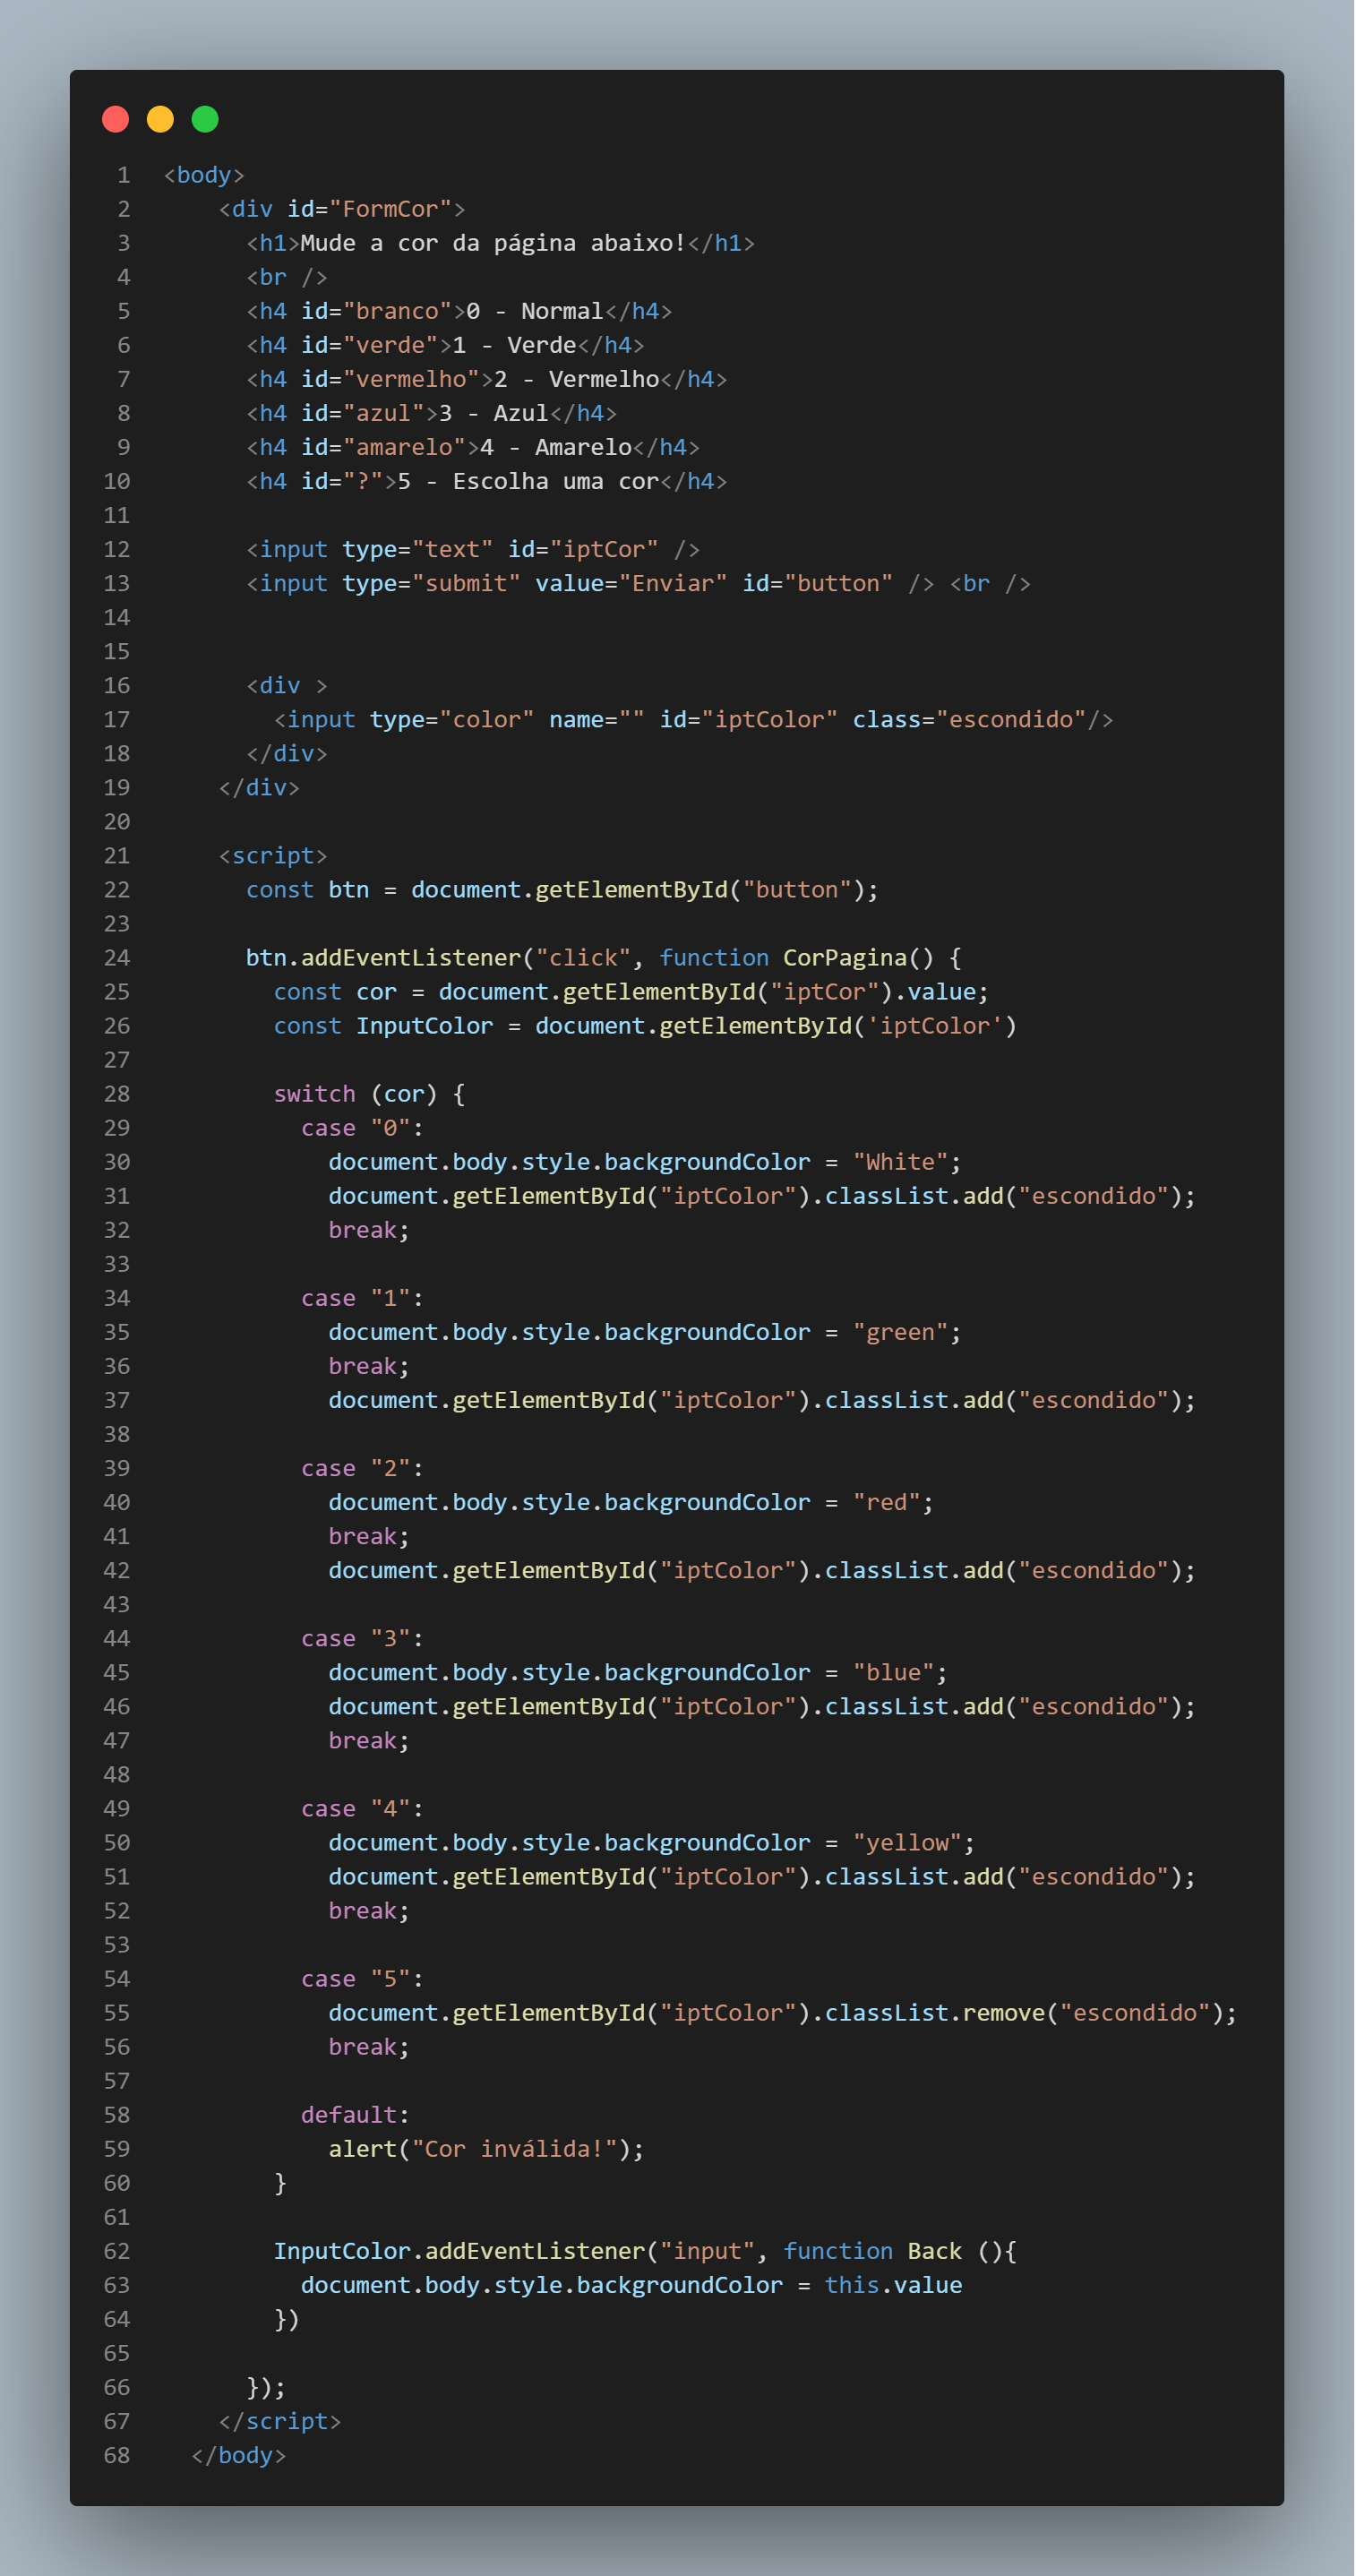 1 <body>
2     <div id="FormCor">
3       <h1>Mude a cor da página abaixo!</h1>
4       <br />
5       <h4 id="branco">0 - Normal</h4>
6       <h4 id="verde">1 - Verde</h4>
7       <h4 id="vermelho">2 - Vermelho</h4>
8       <h4 id="azul">3 - Azul</h4>
9       <h4 id="amarelo">4 - Amarelo</h4>
10       <h4 id="?">5 - Escolha uma cor</h4>
11
12       <input type="text" id="iptCor" />
13       <input type="submit" value="Enviar" id="button" /> <br />
14
15
16       <div >
17         <input type="color" name="" id="iptColor" class="escondido"/>
18       </div>
19     </div>
20
21     <script>
22       const btn = document.getElementById("button");
23
24       btn.addEventListener("click", function CorPagina() {
25         const cor = document.getElementById("iptCor").value;
26         const InputColor = document.getElementById('iptColor')
27
28         switch (cor) {
29           case "0":
30             document.body.style.backgroundColor = "White";
31             document.getElementById("iptColor").classList.add("escondido");
32             break;
33
34           case "1":
35             document.body.style.backgroundColor = "green";
36             break;
37             document.getElementById("iptColor").classList.add("escondido");
38
39           case "2":
40             document.body.style.backgroundColor = "red";
41             break;
42             document.getElementById("iptColor").classList.add("escondido");
43
44           case "3":
45             document.body.style.backgroundColor = "blue";
46             document.getElementById("iptColor").classList.add("escondido");
47             break;
48
49           case "4":
50             document.body.style.backgroundColor = "yellow";
51             document.getElementById("iptColor").classList.add("escondido");
52             break;
53
54           case "5":
55             document.getElementById("iptColor").classList.remove("escondido");
56             break;
57
58           default:
59             alert("Cor inválida!");
60         }
61
62         InputColor.addEventListener("input", function Back (){
63           document.body.style.backgroundColor = this.value
64         })
65
66       });
67     </script>
68   </body>